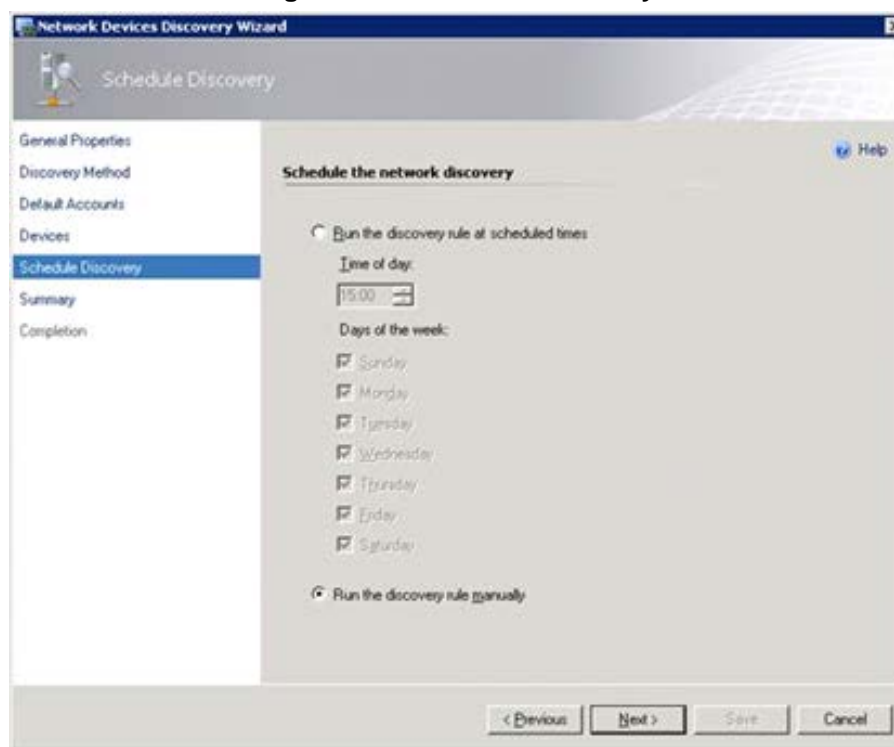 Network Devices Discovery Wizard
Schedule Discovery
General Properties
Discovery Method
Default Accounts
Devices
Schedule Discovery
Summary
Completion
Help
Schedule the network discovery
Run the discovery rule at scheduled times
Time of day:
15:00
Days of the week:
Sunday
Monday
Tuesday
Wednesday
Thursday
Friday
Saturday
Run the discovery rule manually
< Previous
Next >
Save
Cancel